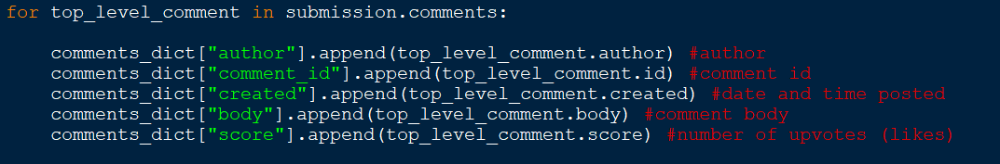 for top_level_comment in submission.comments:
comments_dict["author"].append(top_level_comment.author) #author
comments_dict["comment_id"].append(top_level_comment.id) #comment id
comments_dict["created"].append(top_level_comment.created) #date and time posted
comments_dict["body"].append(top_level_comment.body) #comment body
comments_dict["score"].append(top_level_comment.score) #number of upvotes (likes)